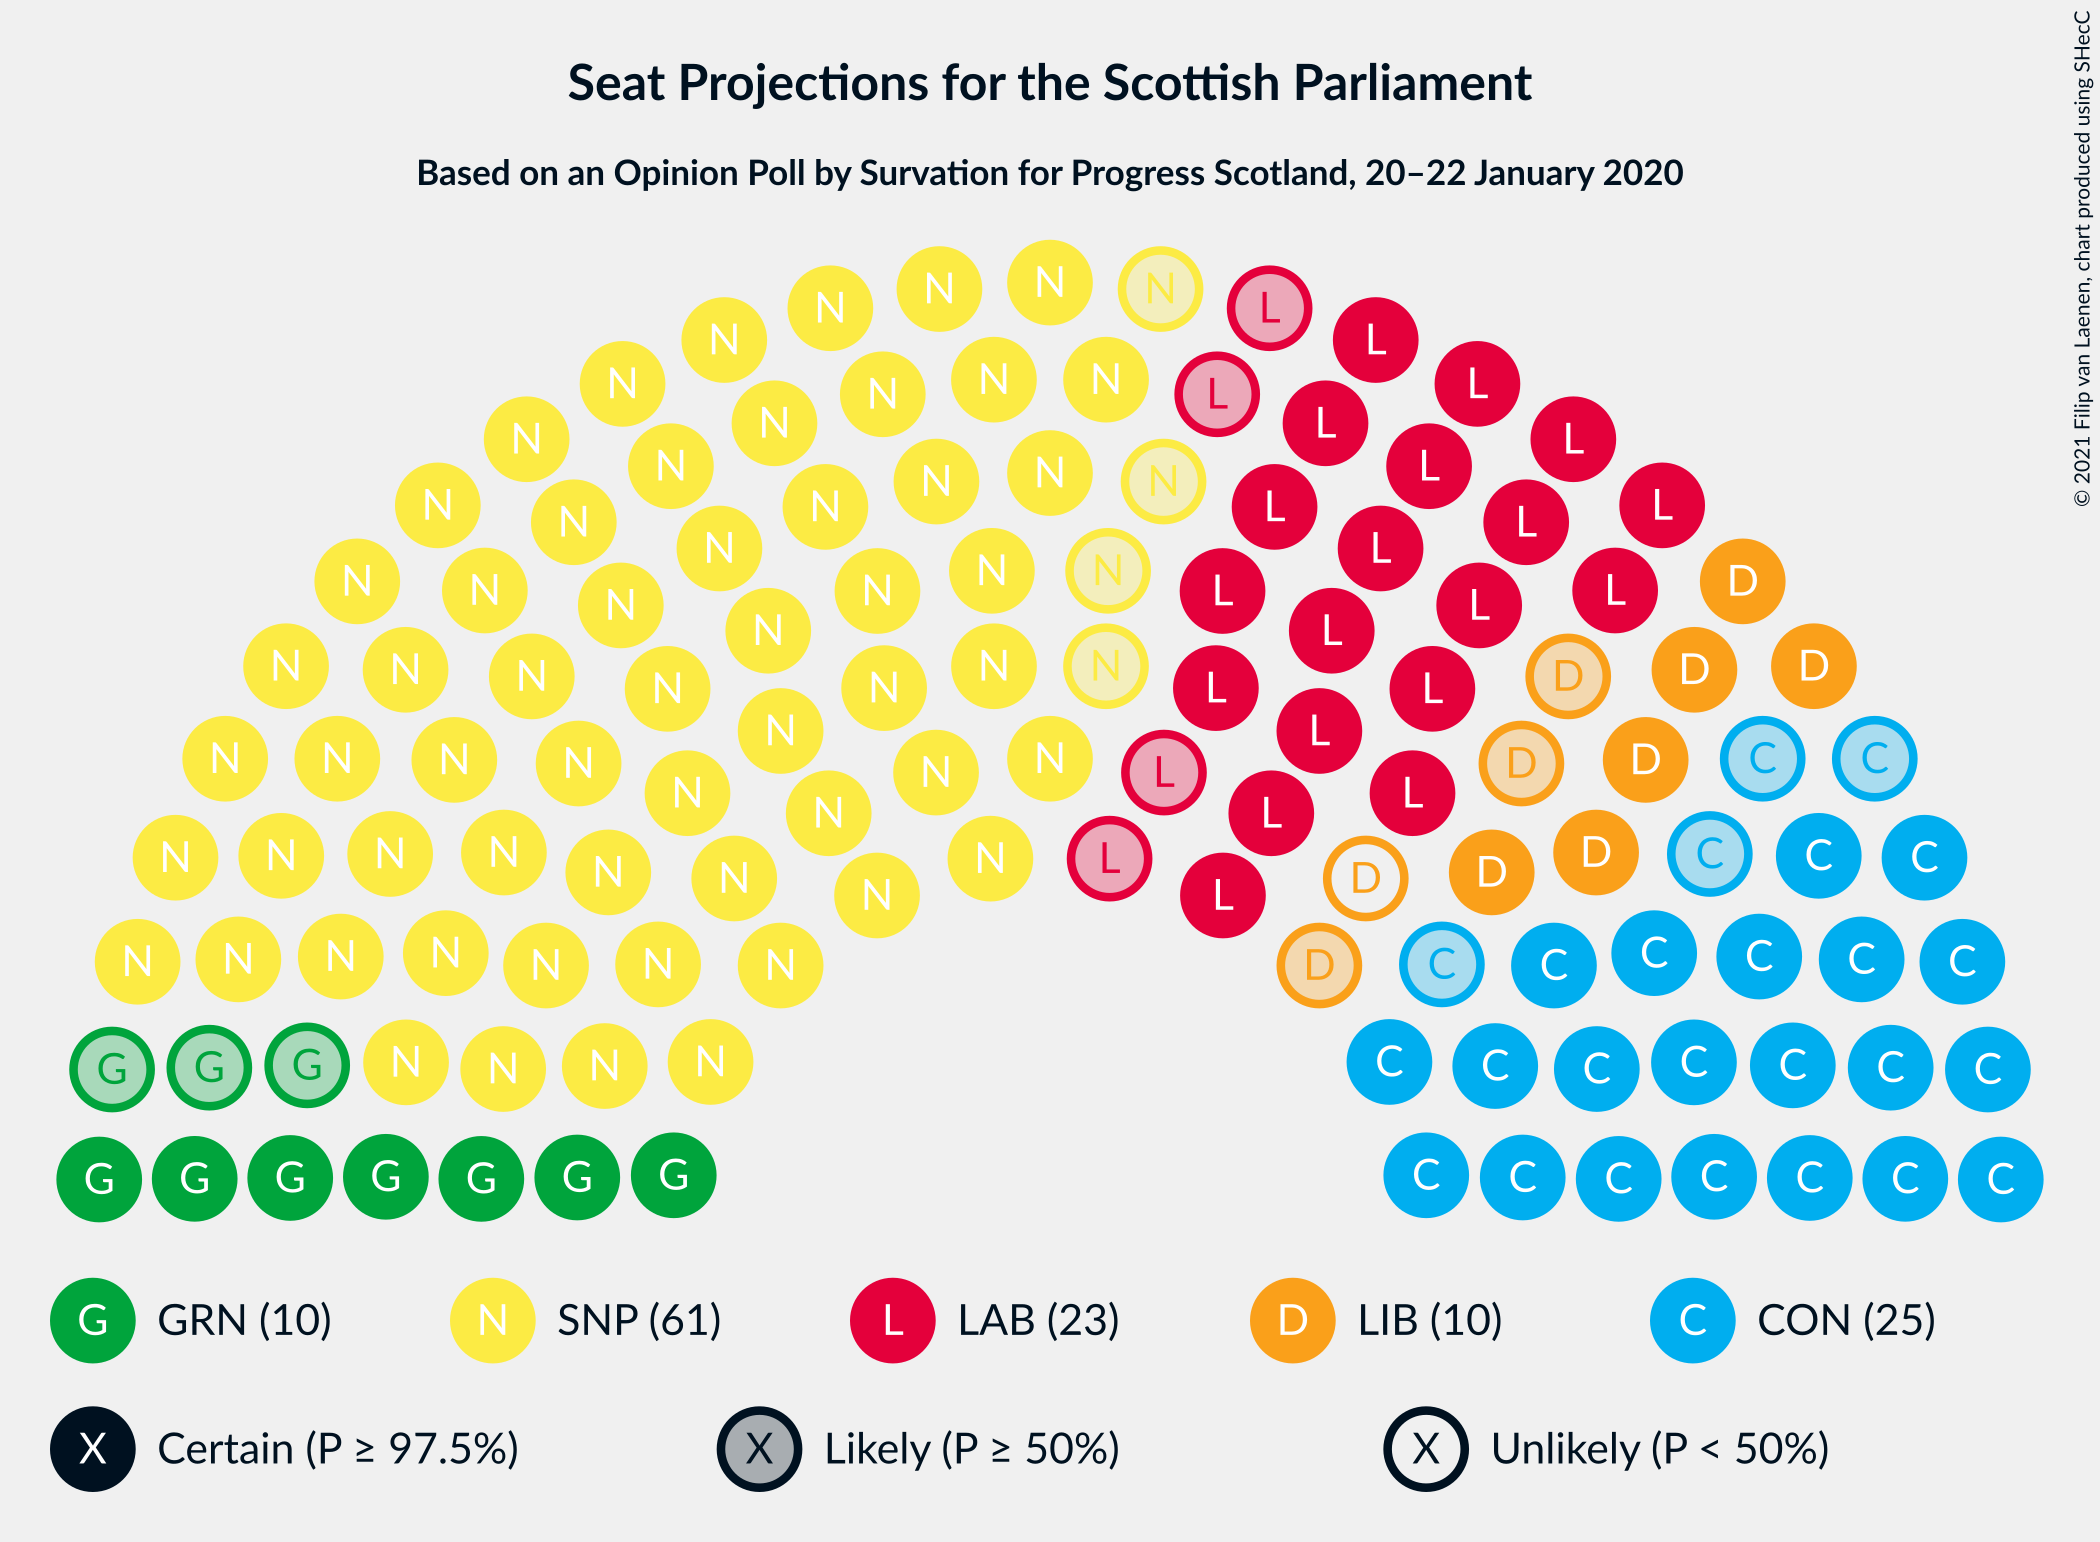 © 2021 Filip van Laenen, chart produced using SHecC
Seat Projections for the Scottish Parliament
Based on an Opinion Poll by Survation for Progress Scotland, 20–22 January 2020
N N N N L
N N N N N L L L
N N N N N N L L L
N N N N L L L L
N N N N N N L L L D
N N N N N N N N L L L D D D
N N N N N N N N L L L D D C C
N N N N N N N N N L L L D D D C C C
N N N N N N N D C C C C C C
G G G N N N N C C C C C C C
G G G G G G G C C C C C C C
G GRN (10) N SNP (61) L LAB (23) D LIB (10) C CON (25)
X Certain (P ≥ 97.5%) X Likely (P ≥ 50%) X Unlikely (P < 50%)